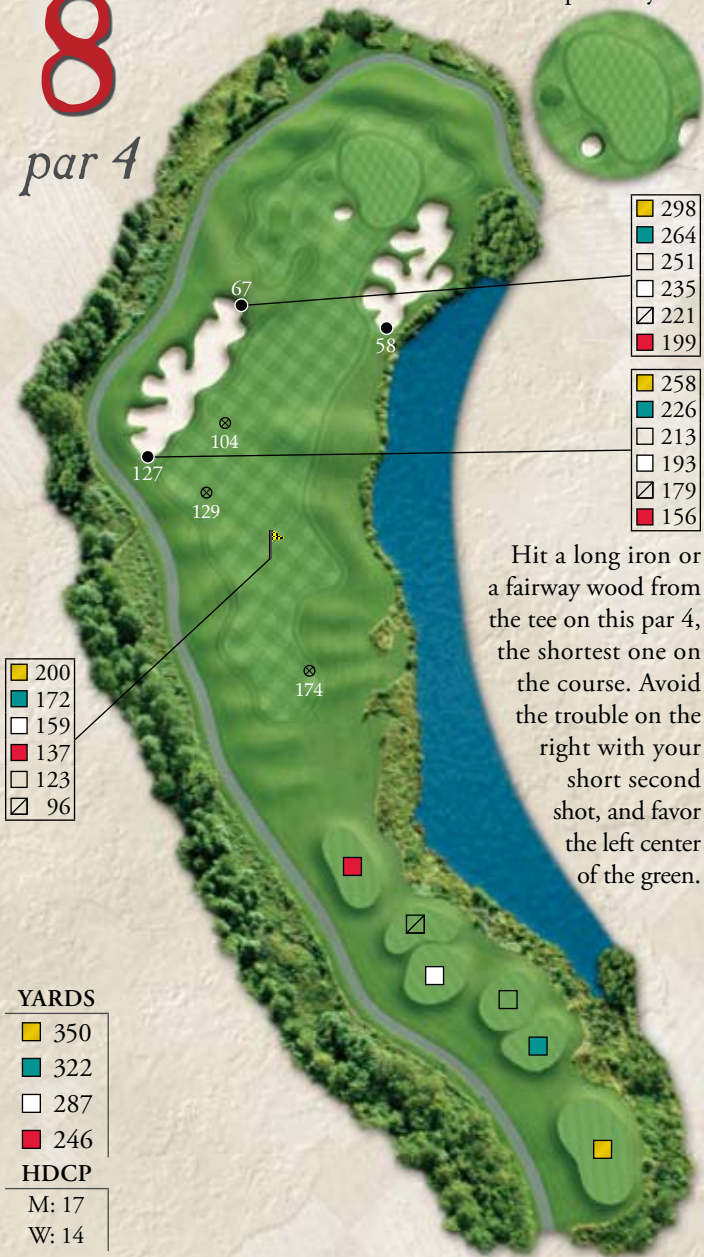 8
par 4
298
264
251
235
221
199
67
58
258
226
213
193
179
156
104
127
129
Hit a long iron or
a fairway wood from
the tee on this par 4,
the shortest one on
the course. Avoid
the trouble on the
right with your
short second
shot, and favor
the left center
of the green.
200
172
159
137
123
96
174
YARDS
350
322
287
246
HDCP
M: 17
W: 14